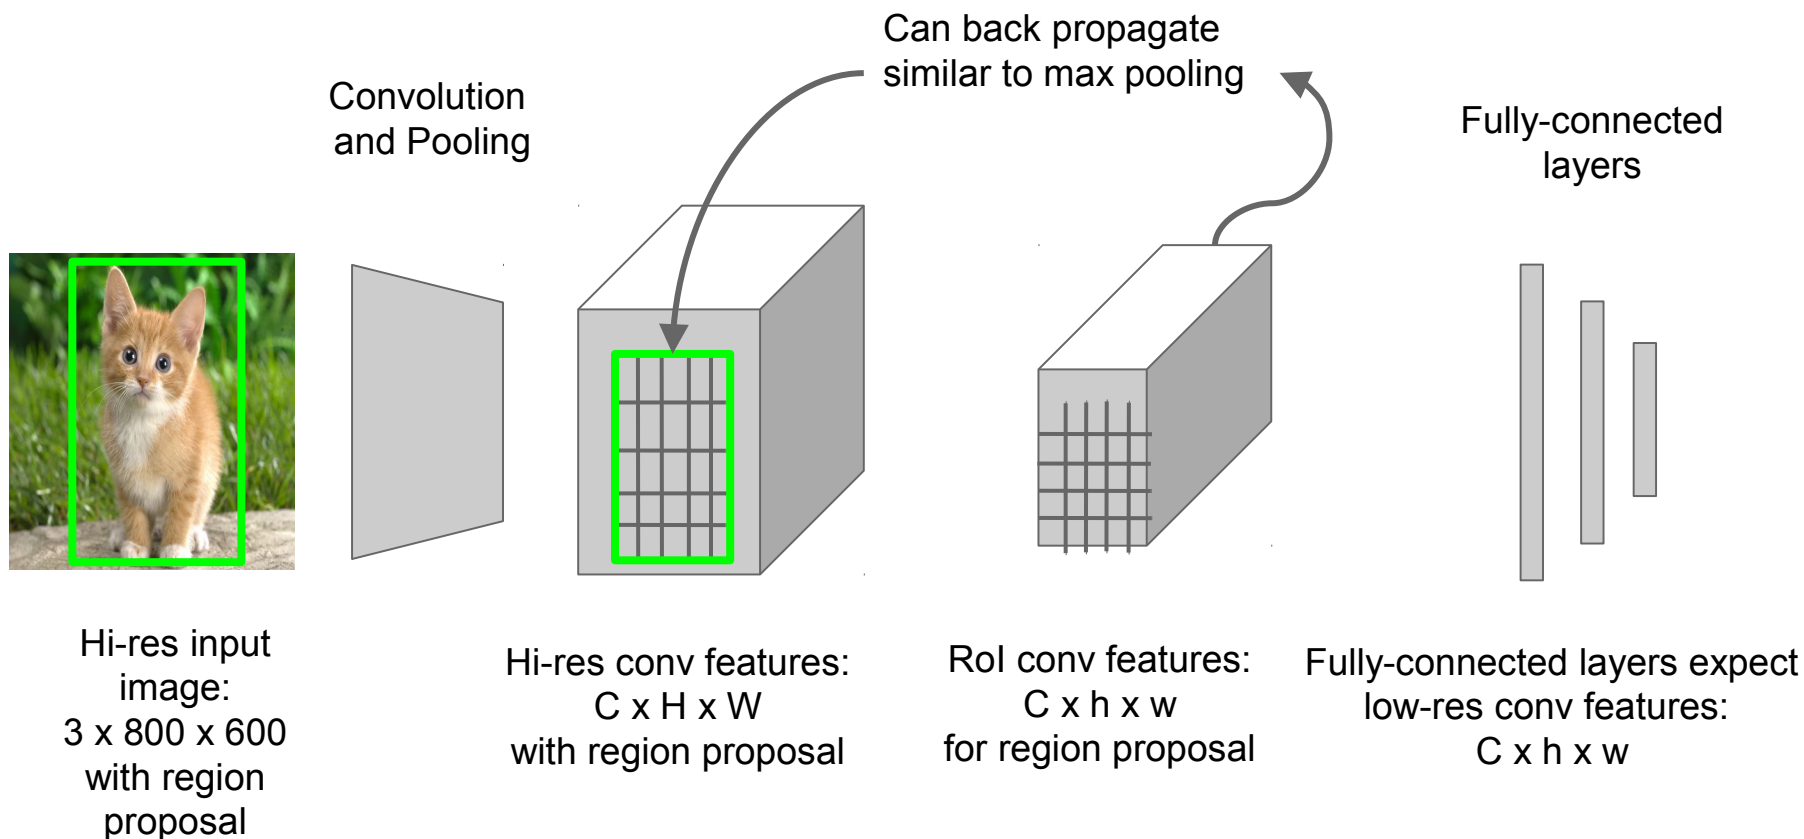 Can back propagate
similar to max pooling
Convolution
and Pooling
Fully-connected
layers
Hi-res input
image:
3 x 800 x 600
with region
proposal
Hi-res conv features:
C x H x W
with region proposal
RoI conv features:
C x h x w
for region proposal
Fully-connected layers expect
low-res conv features:
C x h x w